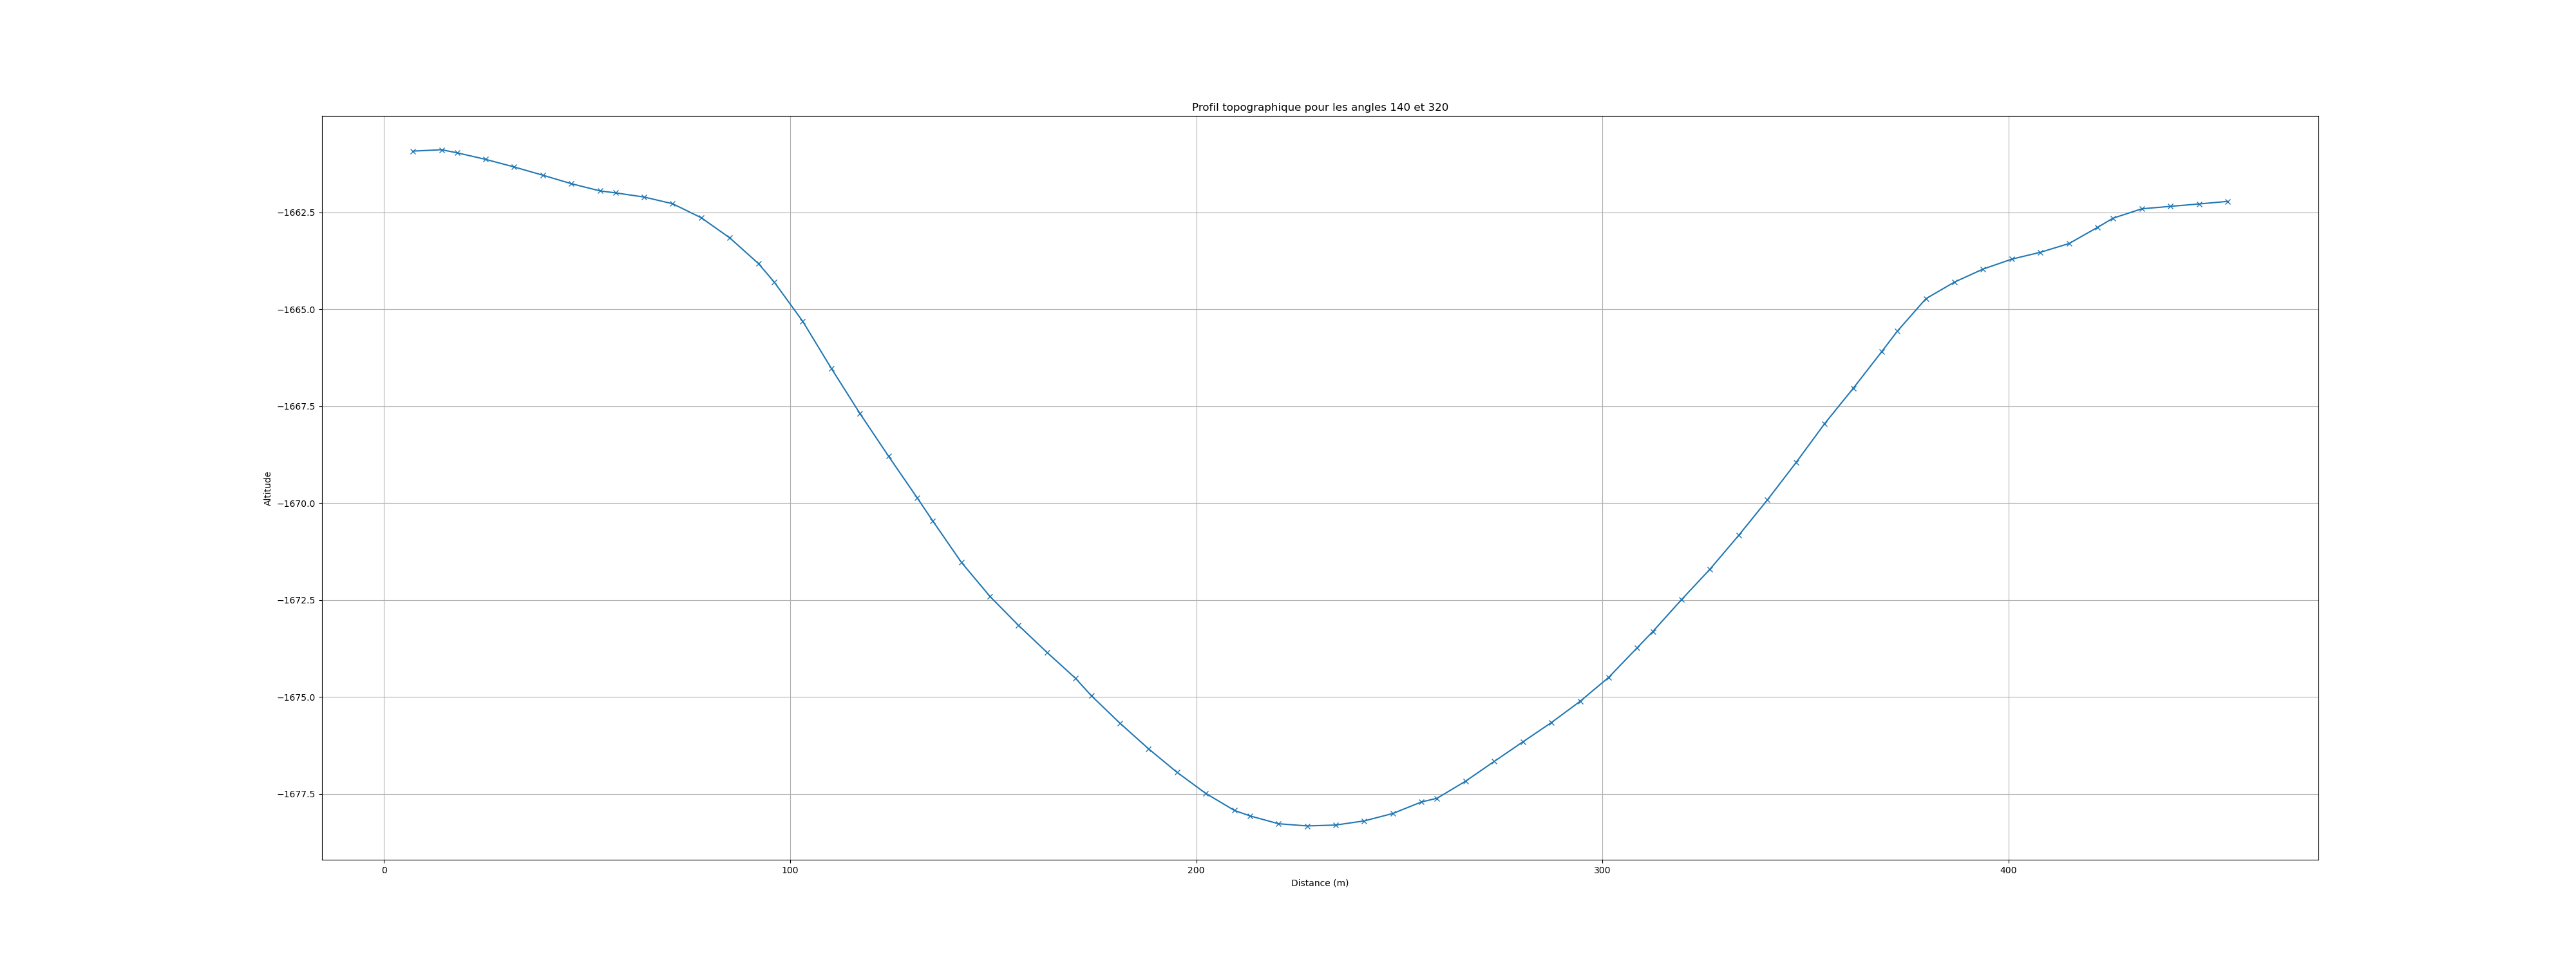 Profil topographique pour les angles 140 et 320
−1662.5
−1665.0
−1667.5
−1670.0
−1672.5
−1675.0
−1677.5
Altitude
0 100 200 300 400
Distance (m)